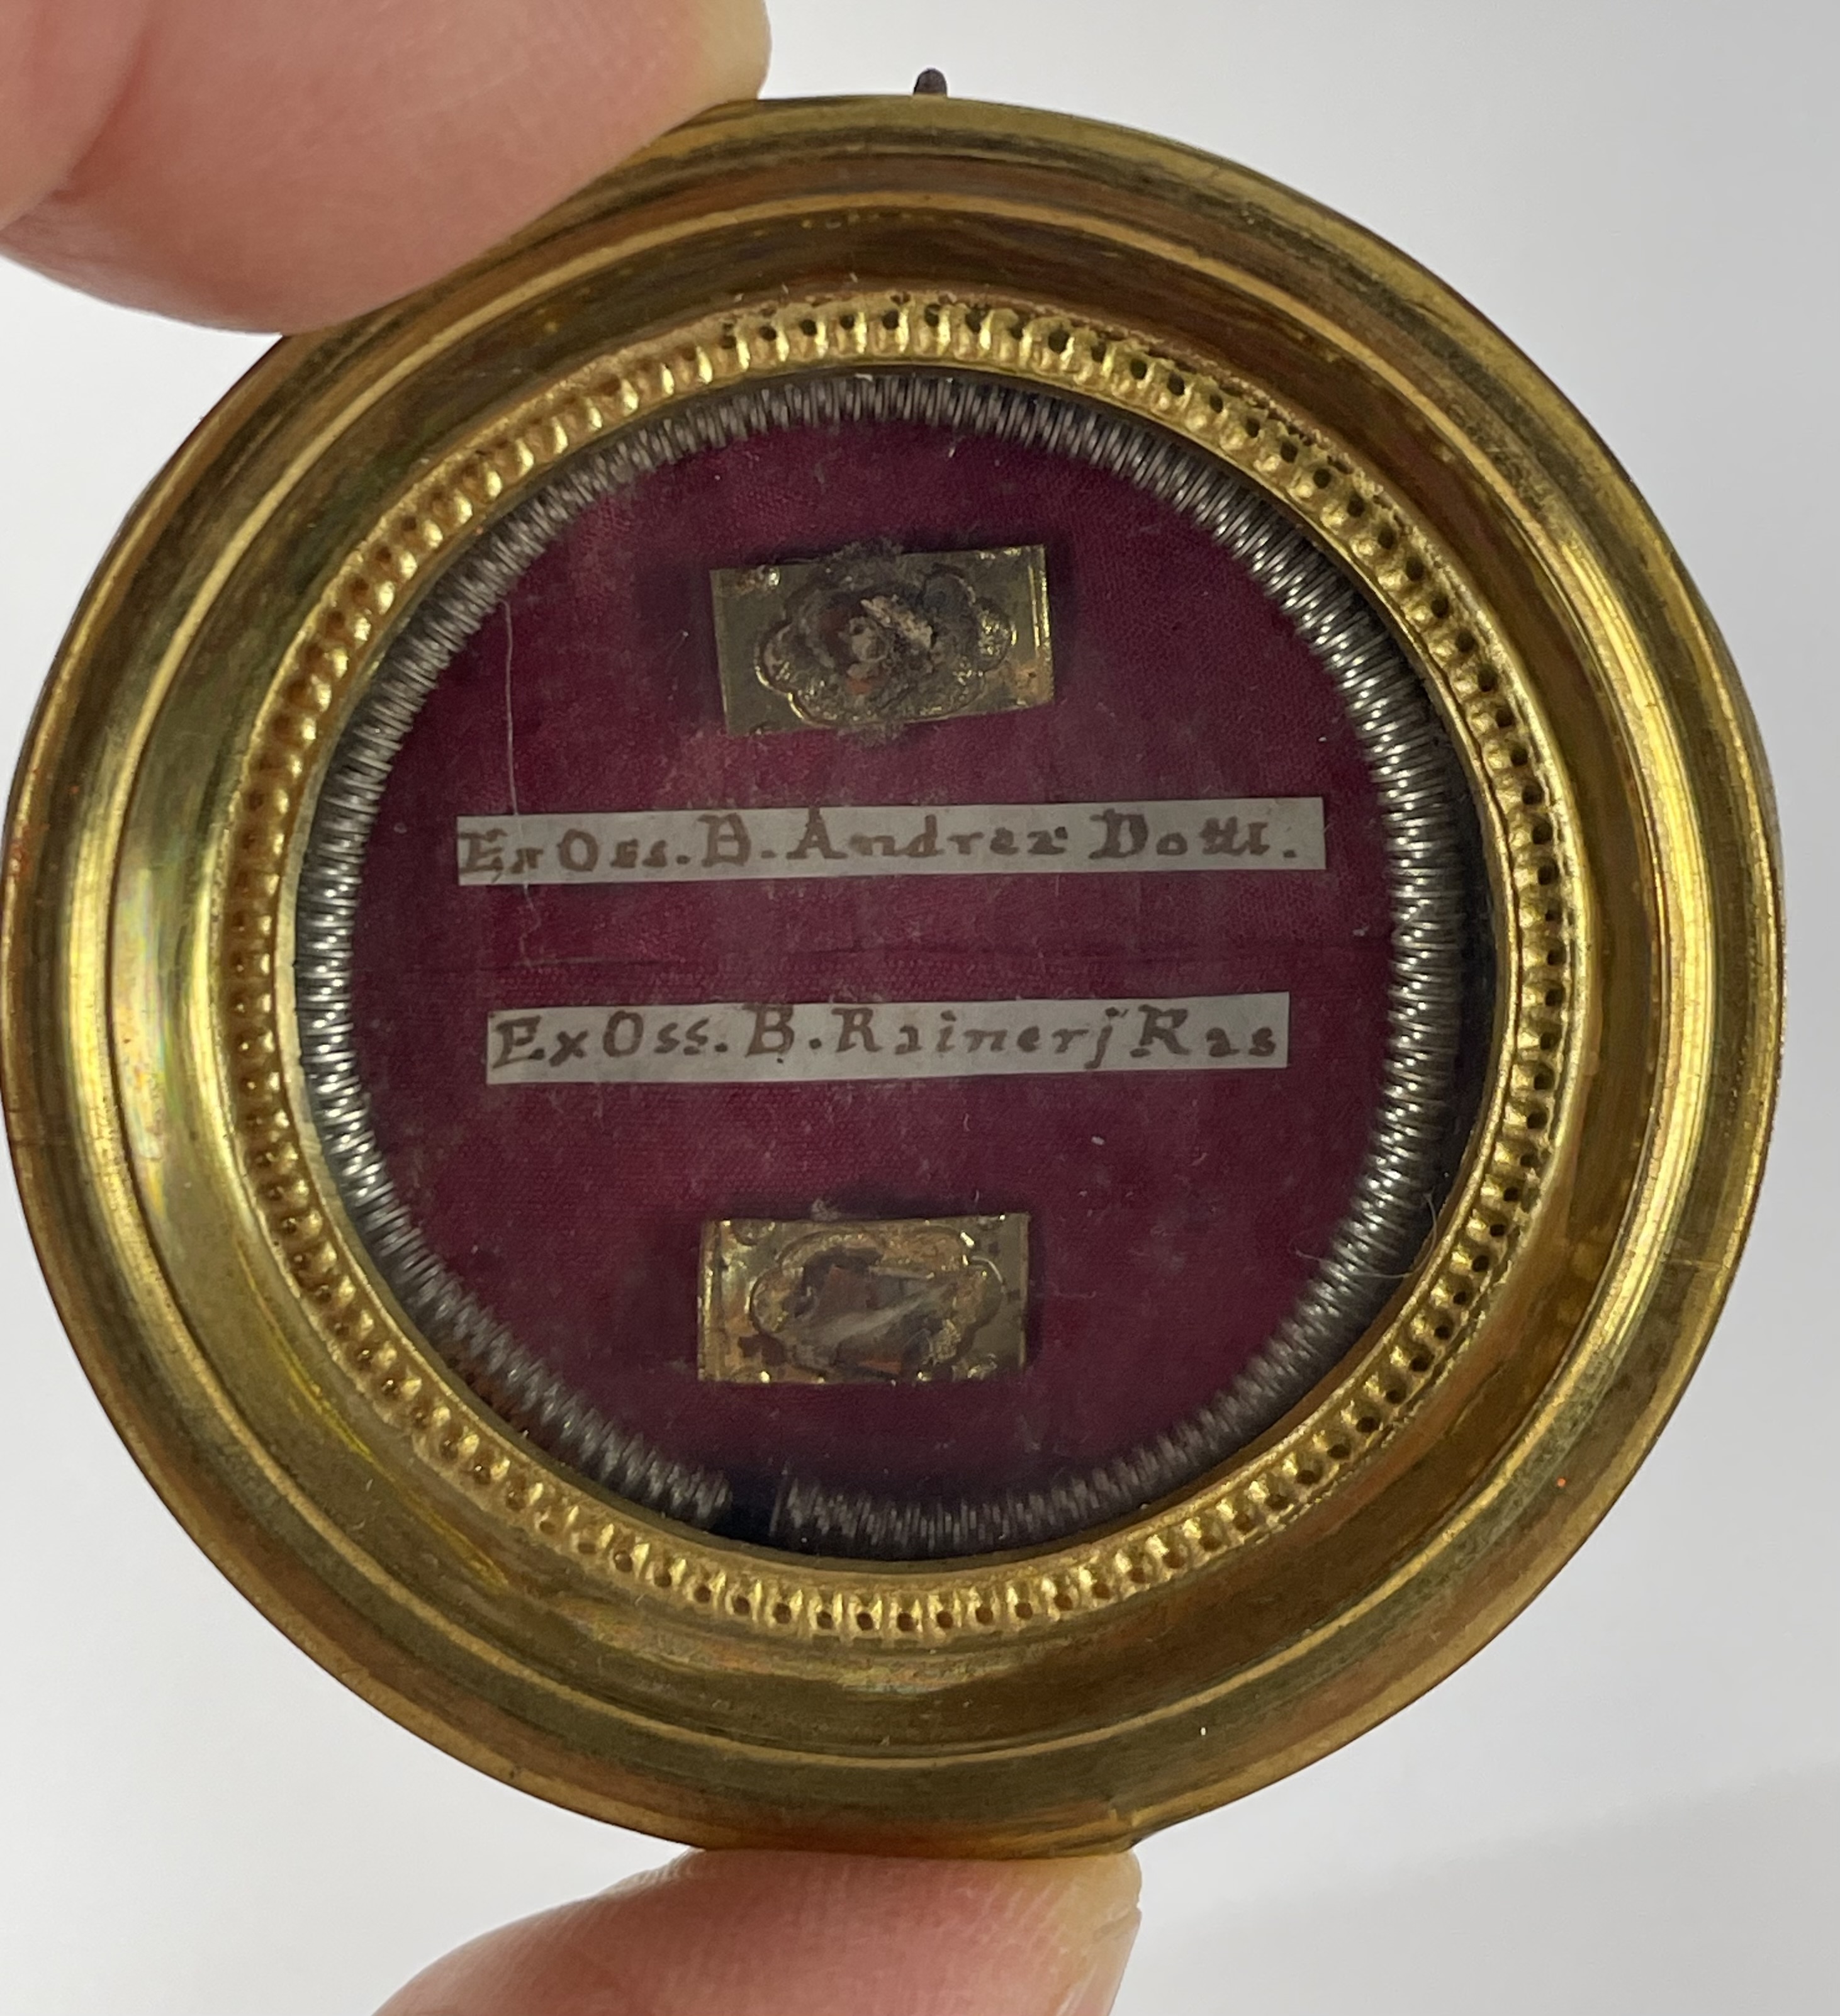 Ex Oss. B. Andreæ Dotti.
Ex Oss. B. Rainerj Ras